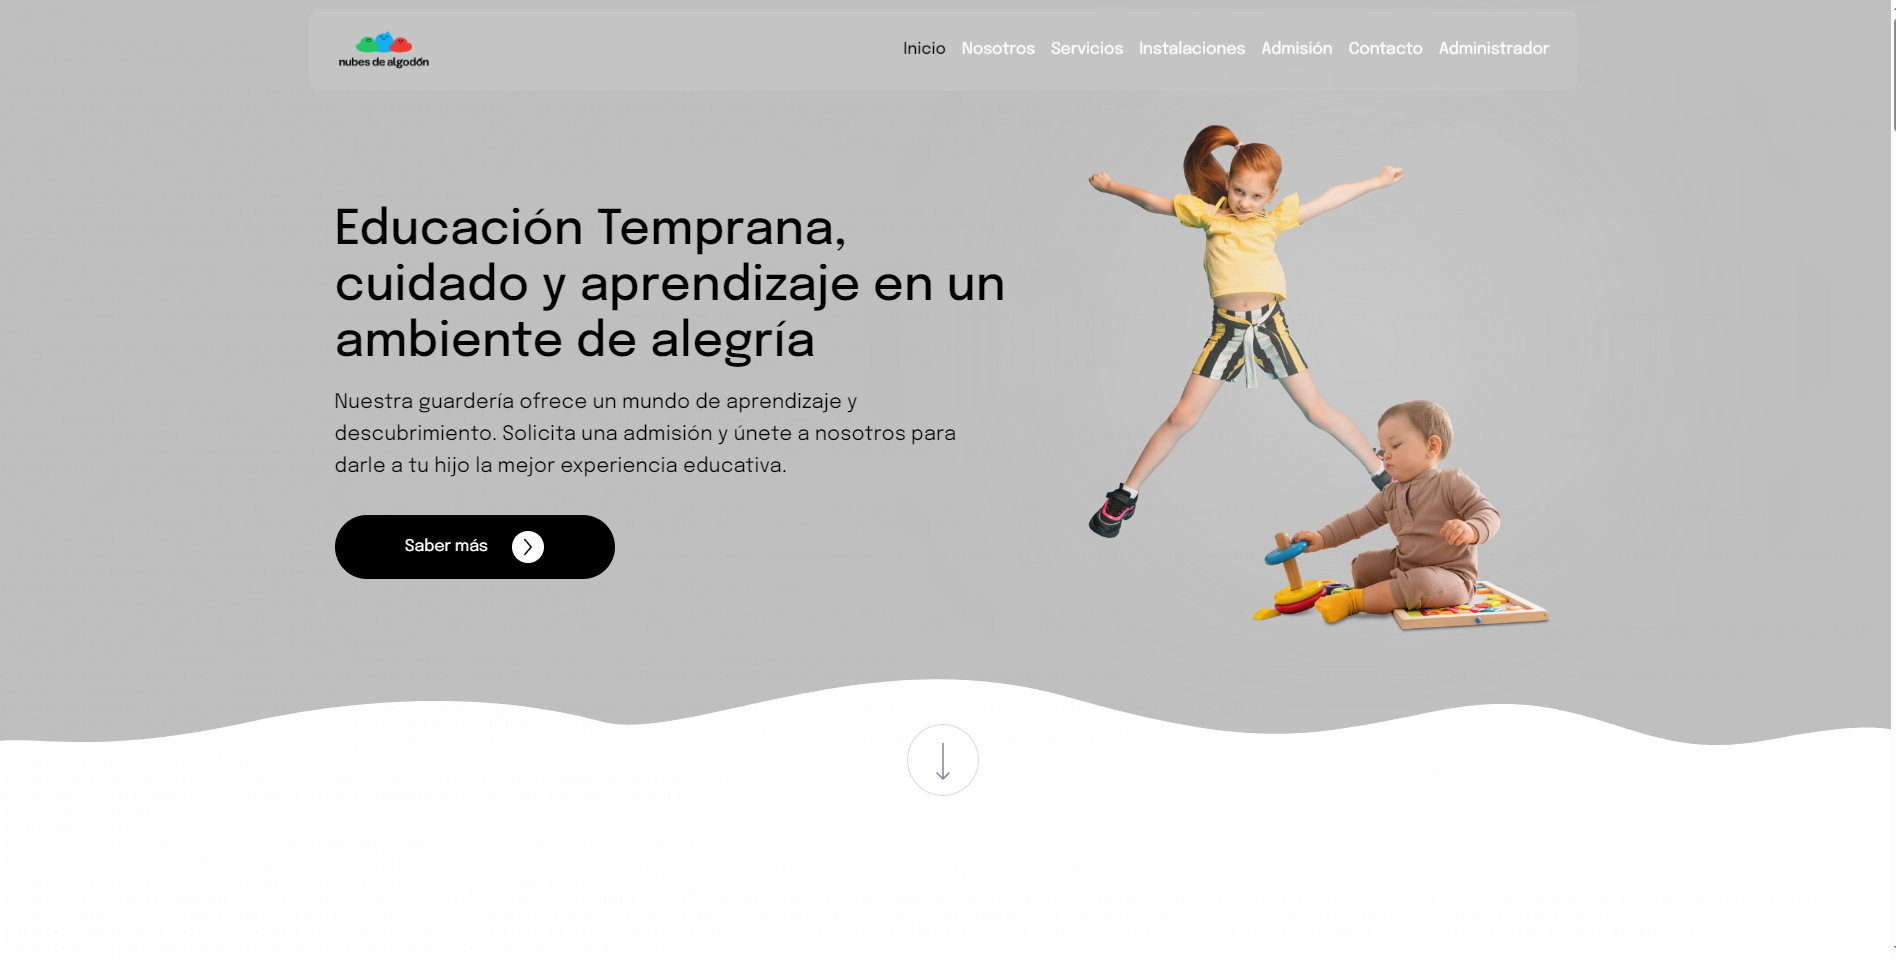 nubes de algodón
Inicio Nosotros Servicios Instalaciones Admisión Contacto Administrador
Educación Temprana,
cuidado y aprendizaje en un
ambiente de alegría
Nuestra guardería ofrece un mundo de aprendizaje y
descubrimiento. Solicita una admisión y únete a nosotros para
darle a tu hijo la mejor experiencia educativa.
Saber más